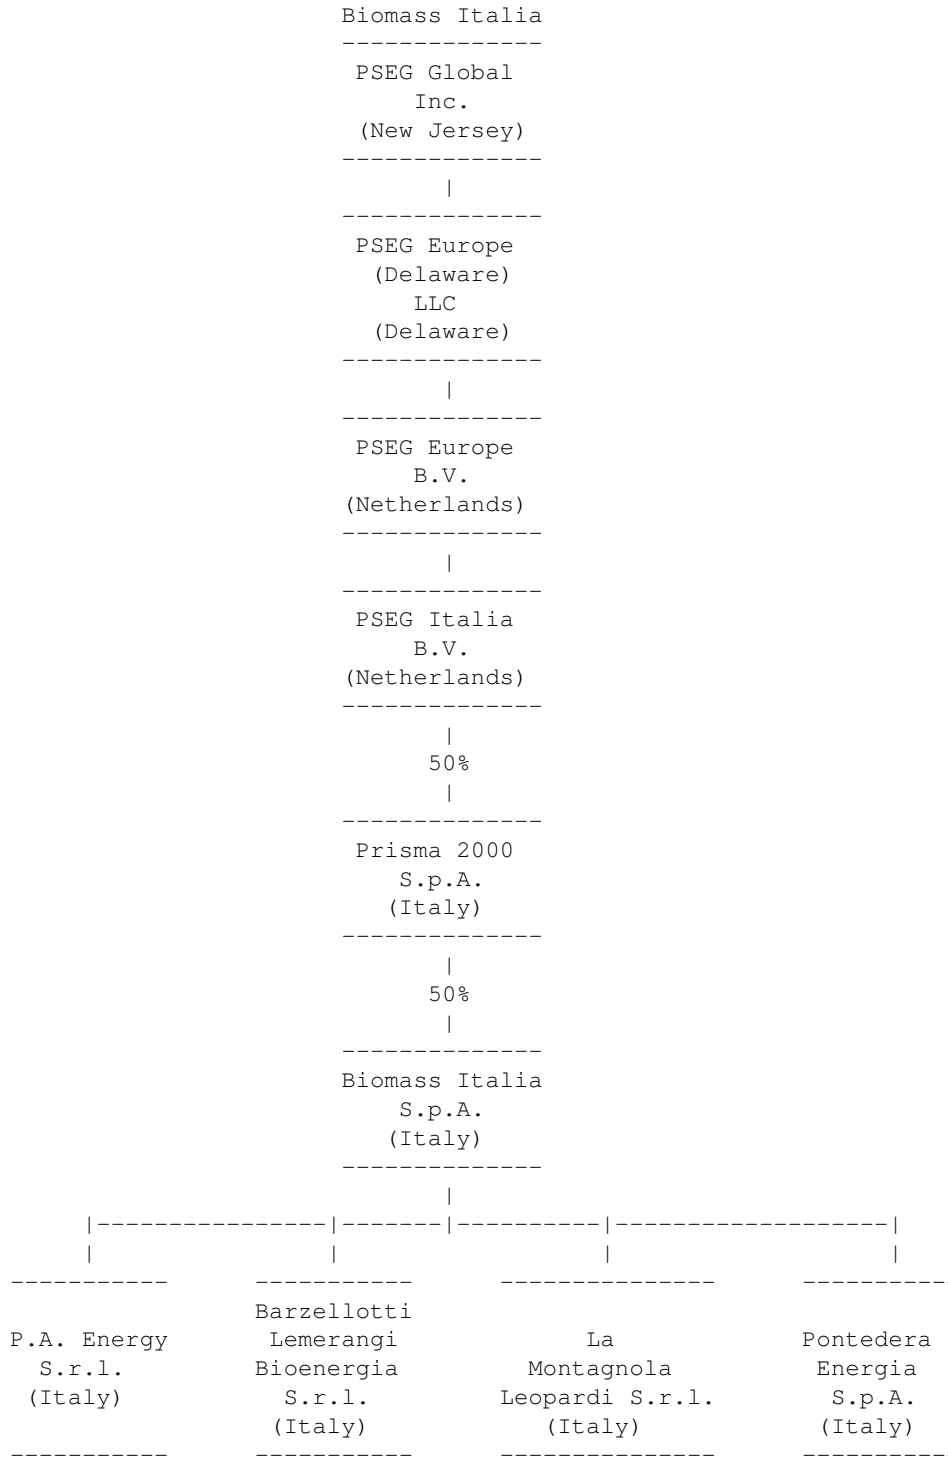 Biomass Italia
--------------
PSEG Global
Inc.
(New Jersey)
--------------
|
--------------
PSEG Europe
(Delaware)
LLC
(Delaware)
--------------
|
--------------
PSEG Europe
B.V.
(Netherlands)
--------------
|
--------------
PSEG Italia
B.V.
(Netherlands)
--------------
|
50%
|
--------------
Prisma 2000
S.p.A.
(Italy)
--------------
|
50%
|
--------------
Biomass Italia
S.p.A.
(Italy)
--------------
|
|----------------|-------|----------|-------------------|
| | | |
----------- ----------- --------------- ----------
Barzellotti
P.A. Energy Lemerangi La Pontedera
S.r.l. Bioenergia Montagnola Energia
(Italy) S.r.l. Leopardi S.r.l. S.p.A.
(Italy) (Italy) (Italy)
----------- ----------- --------------- ----------